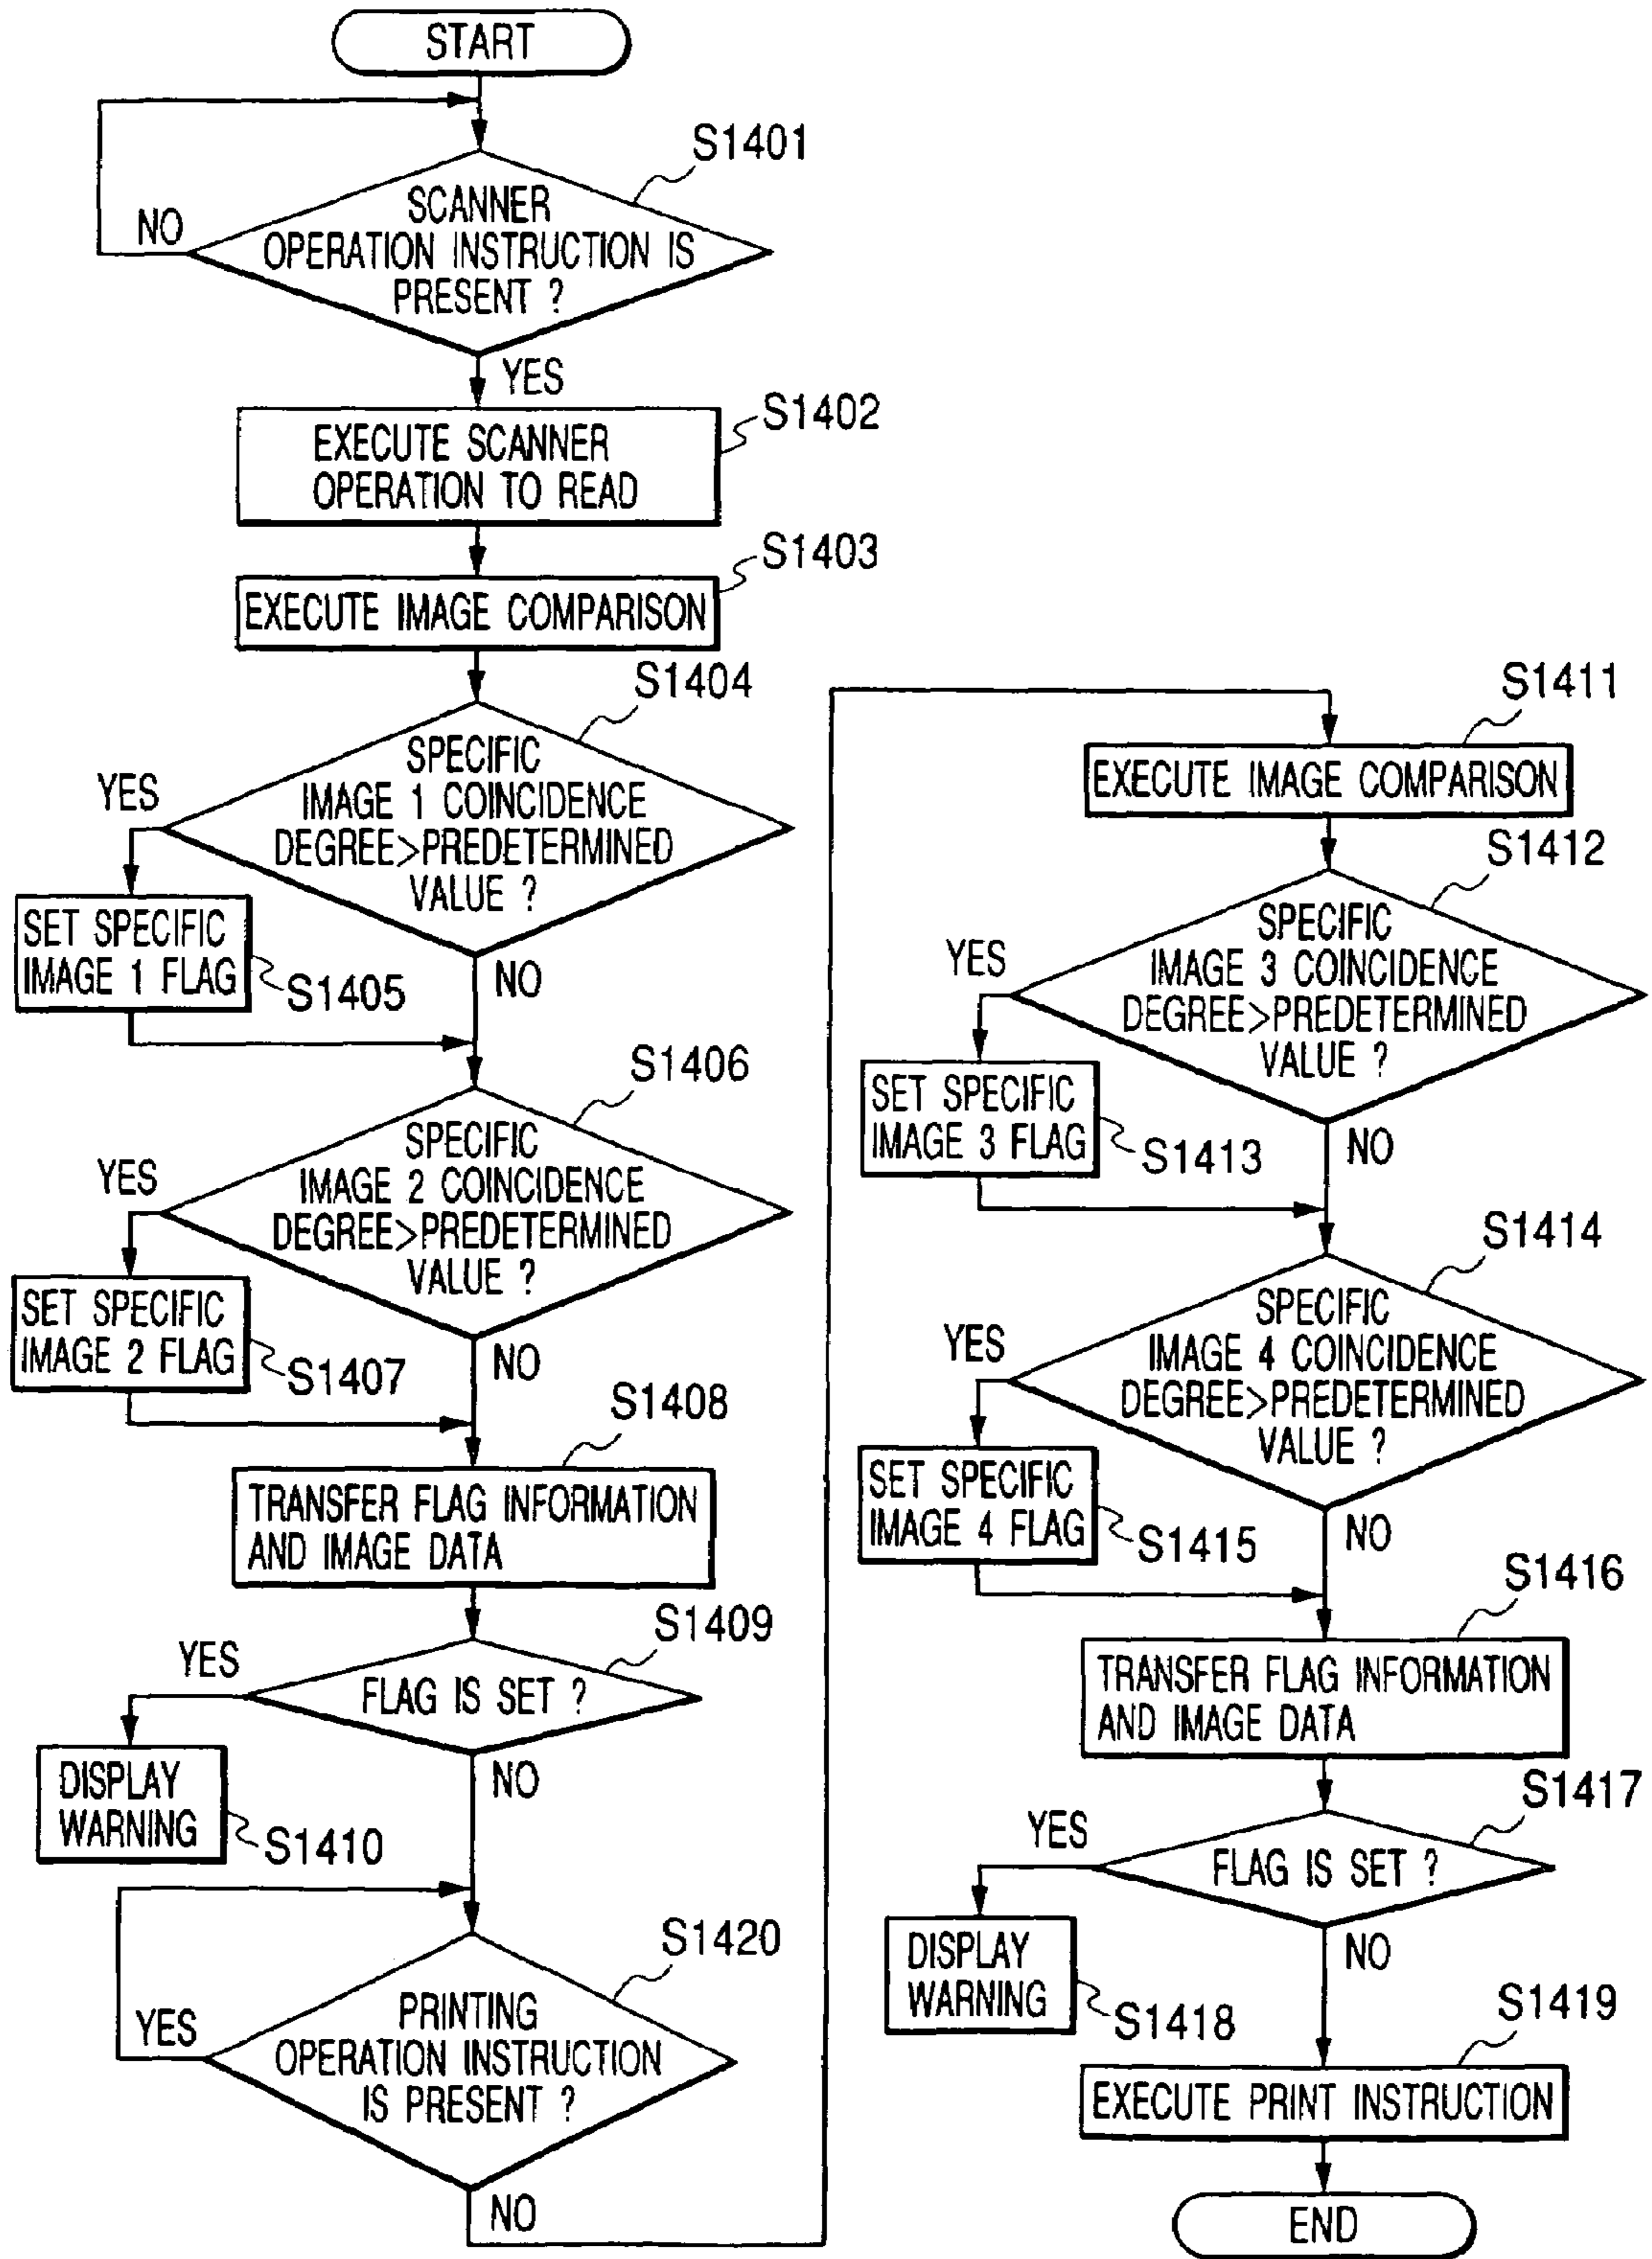 START
S1401
SCANNER
OPERATION INSTRUCTION IS
PRESENT ?
NO
YES
S1402
EXECUTE SCANNER
OPERATION TO READ
S1403
EXECUTE IMAGE COMPARISON
S1404
SPECIFIC
IMAGE 1 COINCIDENCE
DEGREE>PREDETERMINED
VALUE ?
YES
SET SPECIFIC
IMAGE 1 FLAG
S1405
NO
S1406
SPECIFIC
IMAGE 2 COINCIDENCE
DEGREE>PREDETERMINED
VALUE ?
YES
SET SPECIFIC
IMAGE 2 FLAG
S1407
NO
S1408
TRANSFER FLAG INFORMATION
AND IMAGE DATA
S1409
YES
FLAG IS SET ?
DISPLAY
WARNING
S1410
NO
S1420
PRINTING
OPERATION INSTRUCTION
IS PRESENT ?
YES
NO
S1411
EXECUTE IMAGE COMPARISON
S1412
SPECIFIC
IMAGE 3 COINCIDENCE
DEGREE>PREDETERMINED
VALUE ?
YES
SET SPECIFIC
IMAGE 3 FLAG
S1413
NO
S1414
SPECIFIC
IMAGE 4 COINCIDENCE
DEGREE>PREDETERMINED
VALUE ?
YES
SET SPECIFIC
IMAGE 4 FLAG
S1415
NO
S1416
TRANSFER FLAG INFORMATION
AND IMAGE DATA
S1417
YES
FLAG IS SET ?
DISPLAY
WARNING
S1418
NO
S1419
EXECUTE PRINT INSTRUCTION
END